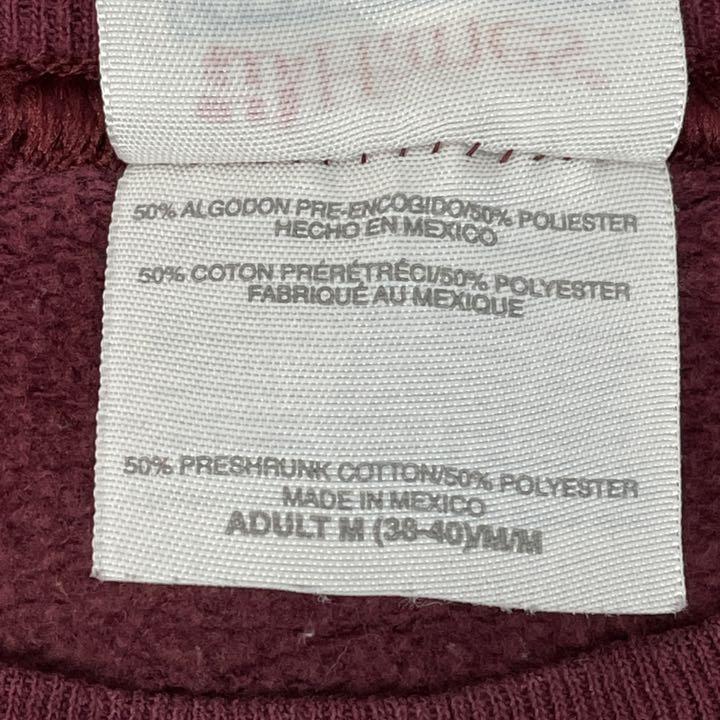 50% ALGODON PRE-ENCOGIDO/50% POLIESTER
HECHO EN MEXICO
50% COTON PRÉRÉTRÉCI/50% POLYESTER
FABRIQUÉ AU MEXIQUE
50% PRESHRUNK COTTON/50% POLYESTER
MADE IN MEXICO
ADULT M (38-40)/M/M